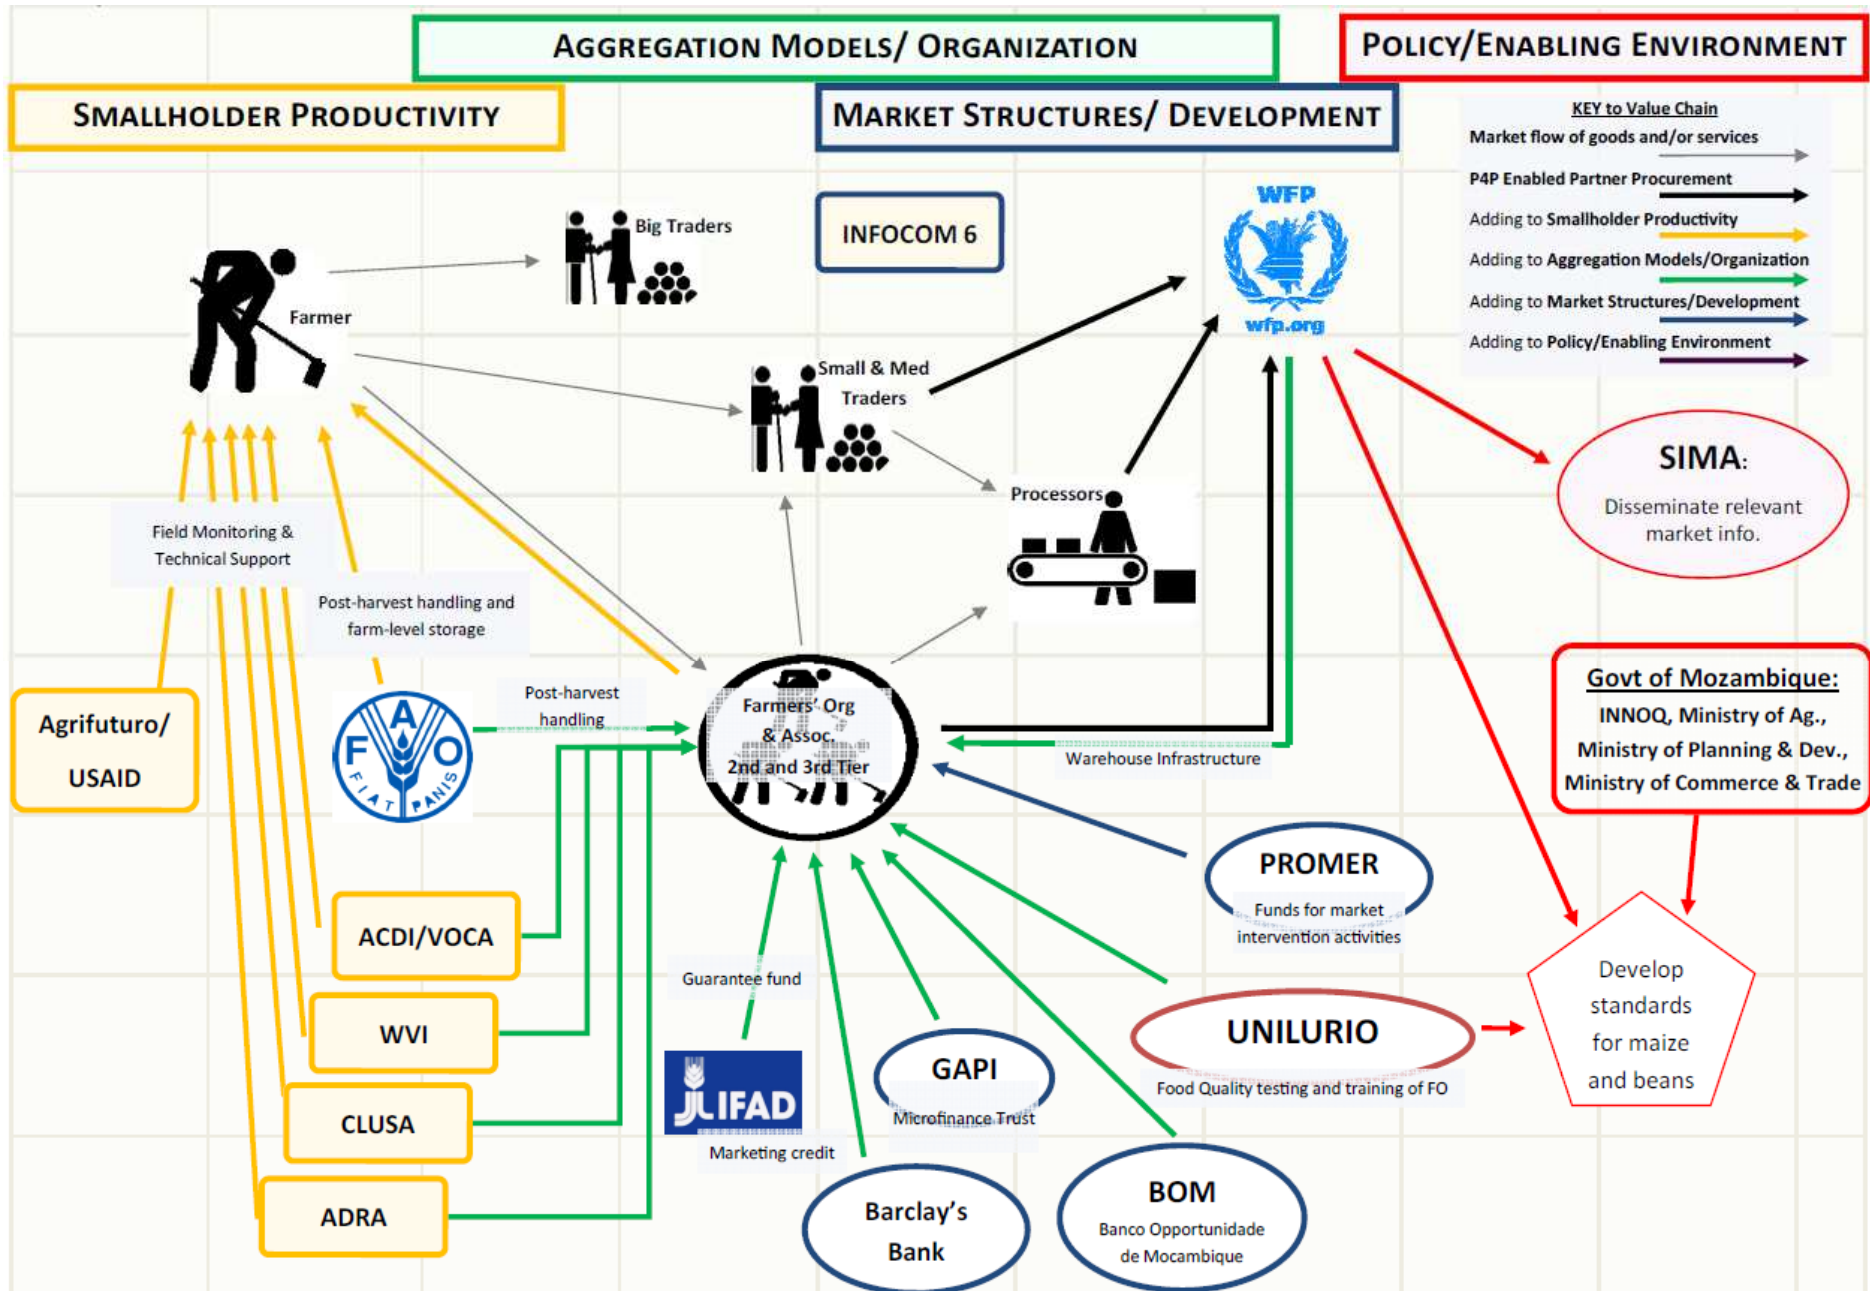 AGGREGATION MODELS/ ORGANIZATION
POLICY/ENABLING ENVIRONMENT
SMALLHOLDER PRODUCTIVITY
MARKET STRUCTURES/ DEVELOPMENT
KEY to Value Chain
Market flow of goods and/or services
P4P Enabled Partner Procurement
Adding to Smallholder Productivity
Adding to Aggregation Models/Organization
Adding to Market Structures/Development
Adding to Policy/Enabling Environment
Big Traders
INFOCOM 6
WFP
wfp.org
Farmer
Small & Med
Traders
Processors
SIMA:
Disseminate relevant
market info.
Field Monitoring &
Technical Support
Post-harvest handling and
farm-level storage
Agrifuturo/
USAID
FAO
FIAT PANIS
Post-harvest
handling
Farmers' Org
& Assoc.
2nd and 3rd Tier
Warehouse Infrastructure
Govt of Mozambique:
INNOQ, Ministry of Ag.,
Ministry of Planning & Dev.,
Ministry of Commerce & Trade
PROMER
Funds for market
intervention activities
ACDI/VOCA
WVI
CLUSA
ADRA
Guarantee fund
IFAD
Marketing credit
GAPI
Microfinance Trust
Barclay's
Bank
UNILURIO
Food Quality testing and training of FO
BOM
Banco Opportunidade
de Mocambique
Develop
standards
for maize
and beans